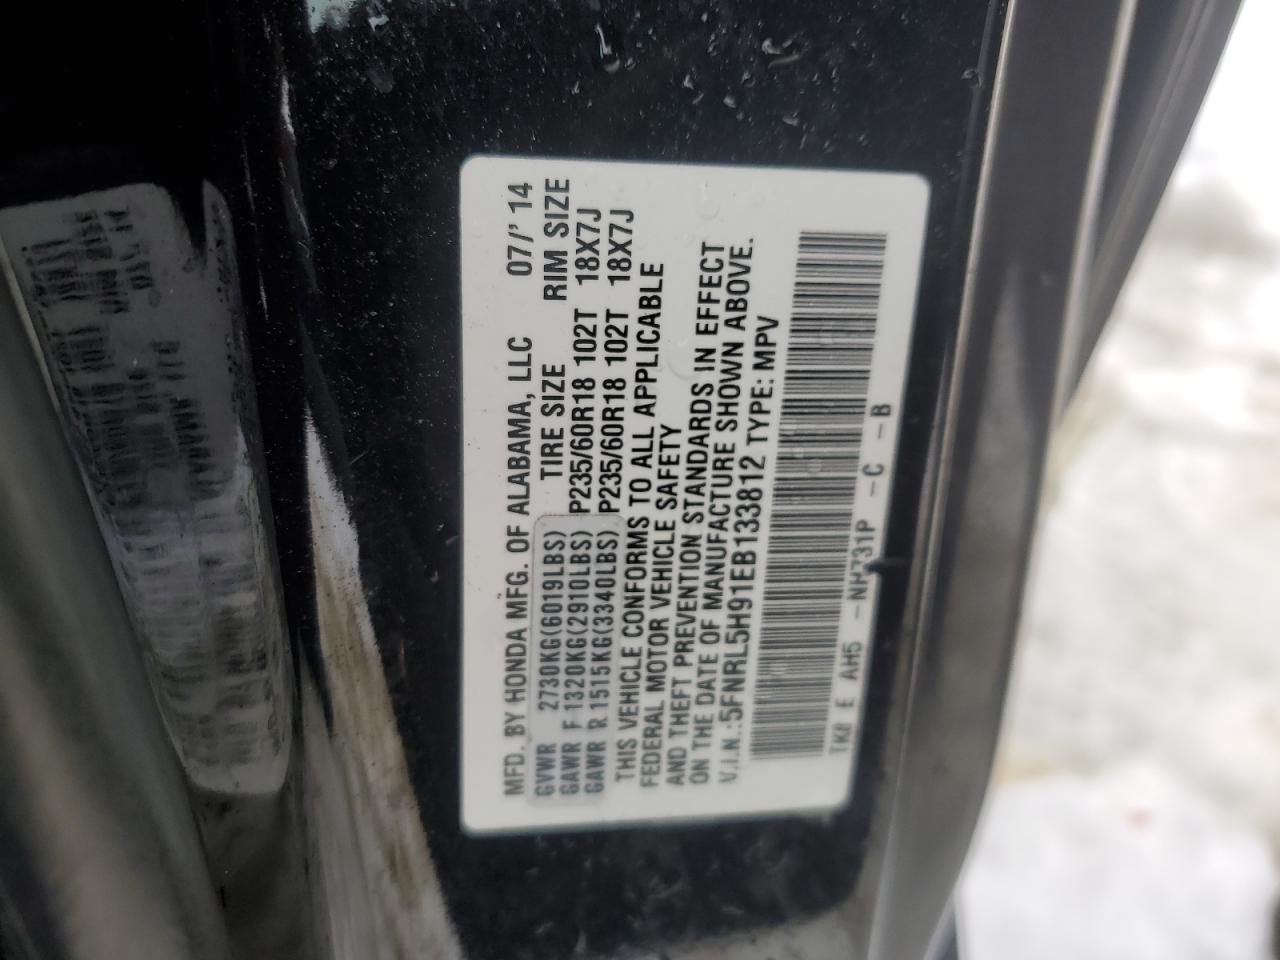 MFD. BY HONDA MFG. OF ALABAMA, LLC 07/'14
GVWR 2730KG(6019LBS) TIRE SIZE RIM SIZE
GAWR F 1320KG(2910LBS) P235/60R18 102T 18X7J
GAWR R 1515KG(3340LBS) P235/60R18 102T 18X7J
THIS VEHICLE CONFORMS TO ALL APPLICABLE
FEDERAL MOTOR VEHICLE SAFETY
AND THEFT PREVENTION STANDARDS IN EFFECT
ON THE DATE OF MANUFACTURE SHOWN ABOVE.
V.I.N.:5FNRL5H91EB133812 TYPE: MPV
TK8 E AH5 -NH731P -C -B